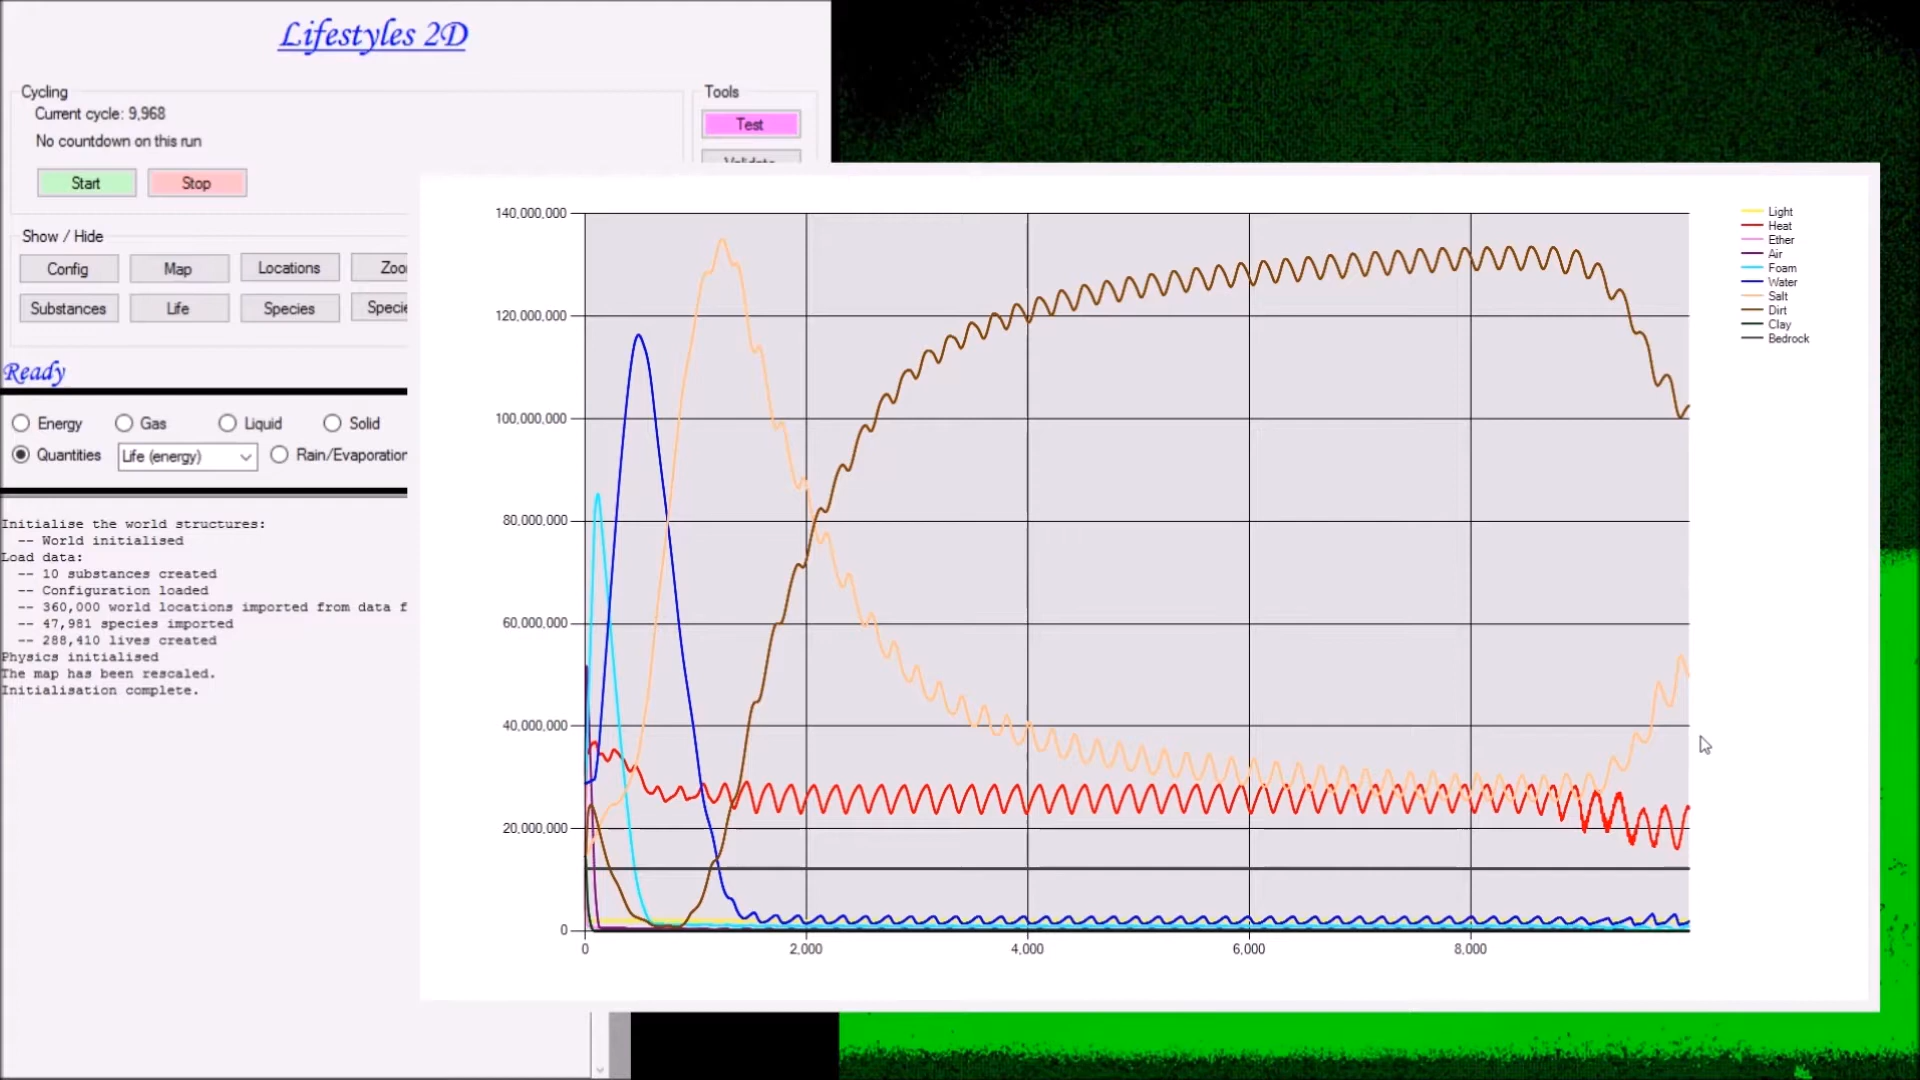 Lifestyles 2D
Cycling
Current cycle: 9,968
No countdown on this run
Start
Stop
Tools
Test
Validate
Show / Hide
Config
Map
Locations
Zoo
Substances
Life
Species
Specie
Ready
Energy
Gas
Liquid
Solid
Quantities
Life (energy)
Rain/Evaporation
Initialise the world structures:
-- World initialised
Load data:
-- 10 substances created
-- Configuration loaded
-- 360,000 world locations imported from data f
-- 47,981 species imported
-- 288,410 lives created
Physics initialised
The map has been rescaled.
Initialisation complete.
140,000,000
120,000,000
100,000,000
80,000,000
60,000,000
40,000,000
20,000,000
0
0
2,000
4,000
6,000
8,000
Light
Heat
Ether
Air
Foam
Water
Salt
Dirt
Clay
Bedrock